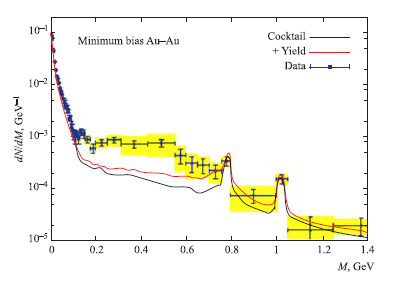 10⁻¹
10⁻²
10⁻³
10⁻⁴
10⁻⁵
dN/dM, GeV⁻¹
Minimum bias Au–Au
Cocktail
+ Yield
Data
0 0.2 0.4 0.6 0.8 1.0 1.2 1.4
M, GeV